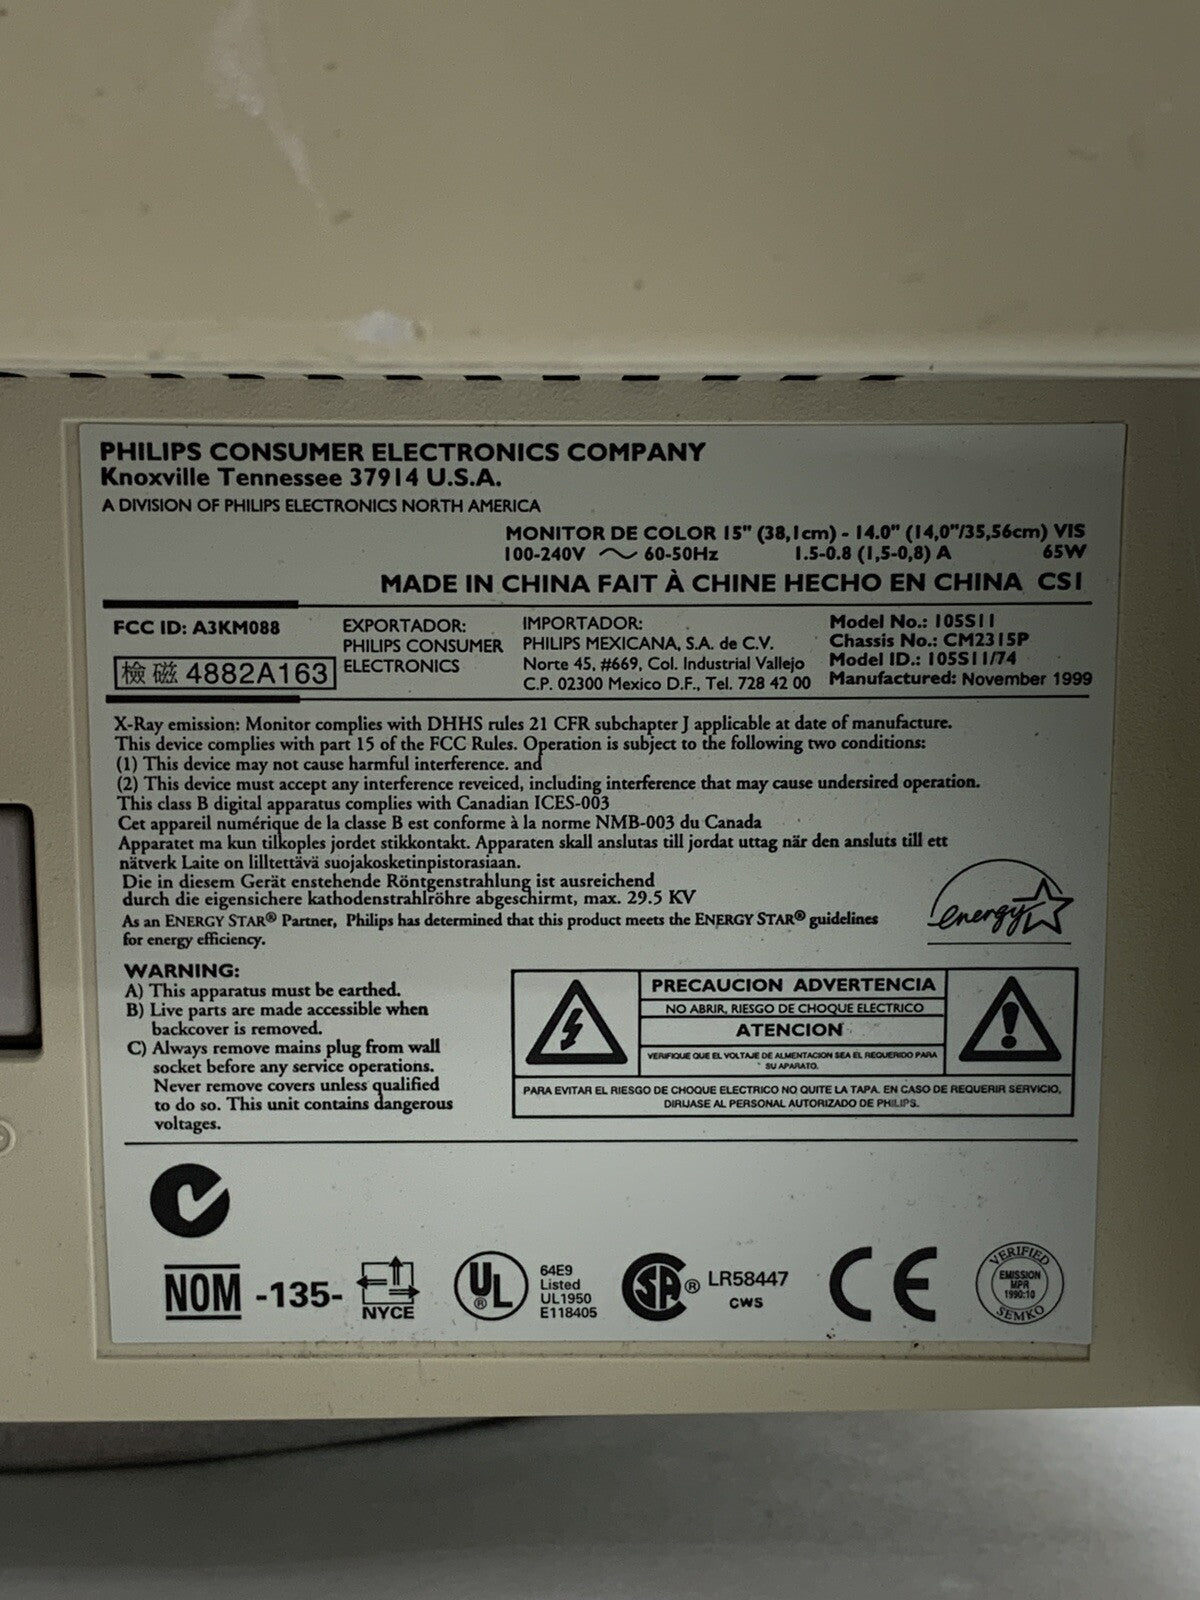 PHILIPS CONSUMER ELECTRONICS COMPANY
Knoxville Tennessee 37914 U.S.A.
A DIVISION OF PHILIPS ELECTRONICS NORTH AMERICA
MONITOR DE COLOR 15" (38,1cm) - 14.0" (14,0"/35,56cm) VIS
100-240V ~ 60-50Hz 1.5-0.8 (1,5-0,8) A 65W
MADE IN CHINA FAIT À CHINE HECHO EN CHINA CS1
FCC ID: A3KM088
檢磁 4882A163
EXPORTADOR:
PHILIPS CONSUMER
ELECTRONICS
IMPORTADOR:
PHILIPS MEXICANA, S.A. de C.V.
Norte 45, #669, Col. Industrial Vallejo
C.P. 02300 Mexico D.F., Tel. 728 42 00
Model No.: 105S11
Chassis No.: CM2315P
Model ID.: 105S11/74
Manufactured: November 1999
X-Ray emission: Monitor complies with DHHS rules 21 CFR subchapter J applicable at date of manufacture.
This device complies with part 15 of the FCC Rules. Operation is subject to the following two conditions:
(1) This device may not cause harmful interference. and
(2) This device must accept any interference reveiced, including interference that may cause undersired operation.
This class B digital apparatus complies with Canadian ICES-003
Cet appareil numérique de la classe B est conforme à la norme NMB-003 du Canada
Apparatet ma kun tilkoples jordet stikkontakt. Apparaten skall anslutas till jordat uttag när den ansluts till ett
nätverk Laite on lilltettävä suojakosketinpistorasiaan.
Die in diesem Gerät enstehende Röntgenstrahlung ist ausreichend
durch die eigensichere kathodenstrahlröhre abgeschirmt, max. 29.5 KV
As an ENERGY STAR® Partner, Philips has determined that this product meets the ENERGY STAR® guidelines
for energy efficiency.
energy
WARNING:
A) This apparatus must be earthed.
B) Live parts are made accessible when
backcover is removed.
C) Always remove mains plug from wall
socket before any service operations.
Never remove covers unless qualified
to do so. This unit contains dangerous
voltages.
PRECAUCION ADVERTENCIA
NO ABRIR, RIESGO DE CHOQUE ELECTRICO
ATENCION
VERIFIQUE QUE EL VOLTAJE DE ALIMENTACION SEA EL REQUERIDO PARA
SU APARATO.
PARA EVITAR EL RIESGO DE CHOQUE ELECTRICO NO QUITE LA TAPA. EN CASO DE REQUERIR SERVICIO,
DIRIJASE AL PERSONAL AUTORIZADO DE PHILIPS.
NOM -135-
NYCE
UL ®
64E9
Listed
UL1950
E118405
SA ® LR58447
CWS
CE
VERIFIED
EMISSION
MPR
1990:10
SEMKO